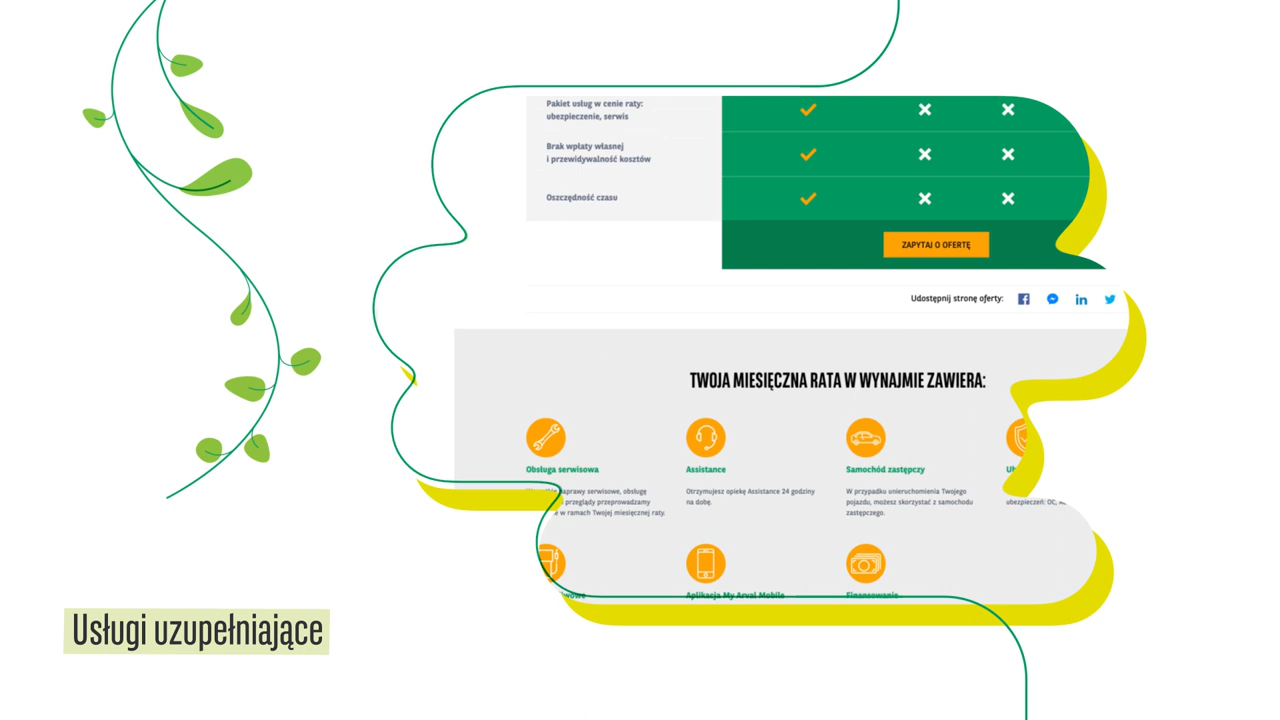 Pakiet usług w cenie raty:
ubezpieczenie, serwis
Brak wpłaty własnej
i przewidywalność kosztów
Oszczędność czasu
ZAPYTAJ O OFERTĘ
Udostępnij stronę oferty:
TWOJA MIESIĘCZNA RATA W WYNAJMIE ZAWIERA:
Obsługa serwisowa
Assistance
Samochód zastępczy
naprawy serwisowe, obsługę
przeglądy przeprowadzamy
w ramach Twojej miesięcznej raty.
Otrzymujesz opiekę Assistance 24 godziny
na dobę.
W przypadku unieruchomienia Twojego
pojazdu, możesz skorzystać z samochodu
zastępczego.
ubezpieczeń: OC,
Aplikacja My Arval Mobile
Finansowanie
Usługi uzupełniające